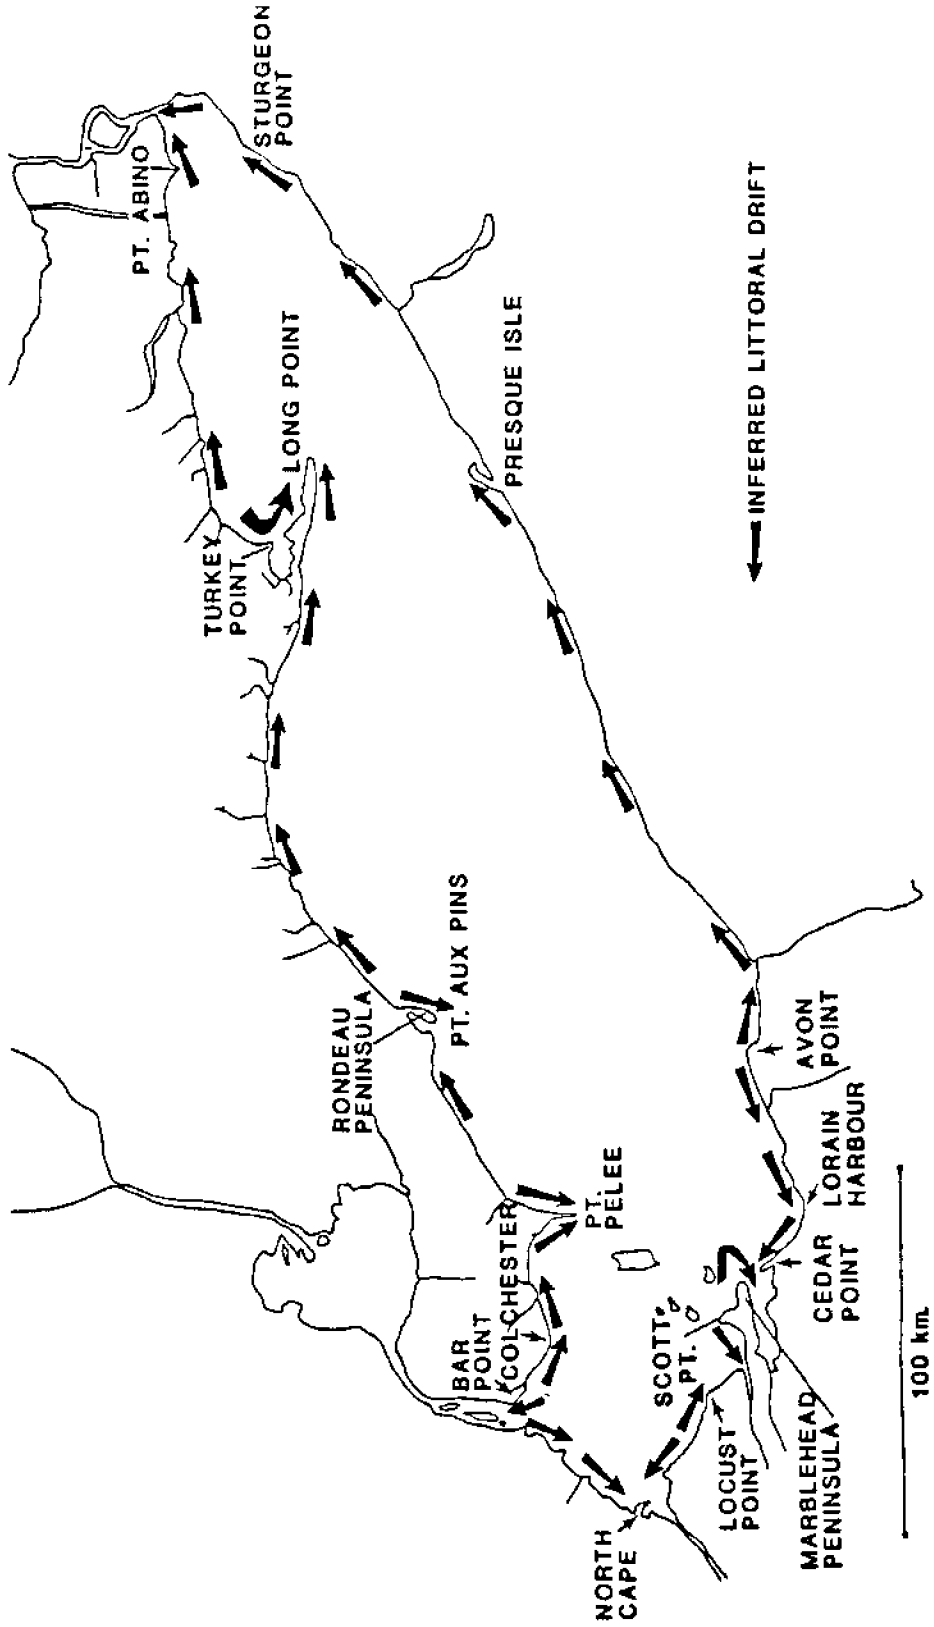 BAR
POINT
COLCHESTER
RONDEAU
PENINSULA
PT. AUX PINS
TURKEY
POINT
LONG POINT
PT. ABINO
STURGEON
POINT
PT.
PELEE
PRESQUE ISLE
NORTH
CAPE
LOCUST
POINT
SCOTT
PT.
MARBLEHEAD
PENINSULA
CEDAR
POINT
LORAIN
HARBOUR
AVON
POINT
INFERRED LITTORAL DRIFT
100 km.